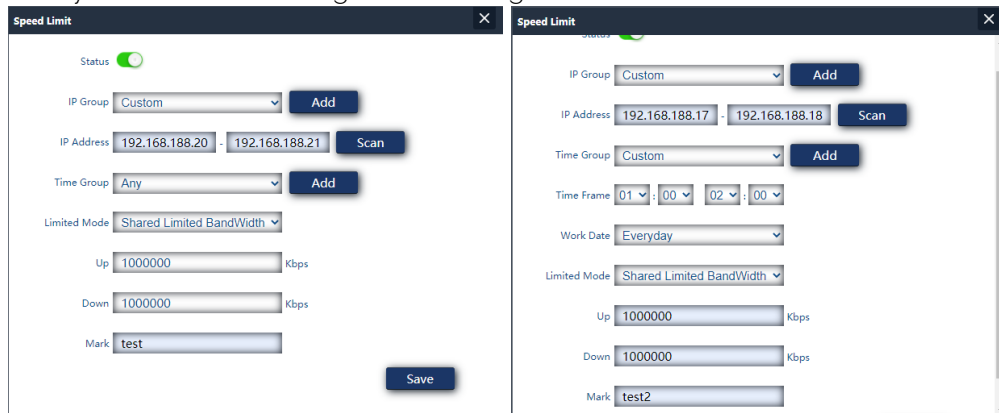 Speed Limit
Status
IP Group Custom Add
IP Address 192.168.188.20 - 192.168.188.21 Scan
Time Group Any Add
Limited Mode Shared Limited BandWidth
Up 1000000 Kbps
Down 1000000 Kbps
Mark test
Save
Speed Limit
Status
IP Group Custom Add
IP Address 192.168.188.17 - 192.168.188.18 Scan
Time Group Custom Add
Time Frame 01 : 00 02 : 00
Work Date Everyday
Limited Mode Shared Limited BandWidth
Up 1000000 Kbps
Down 1000000 Kbps
Mark test2